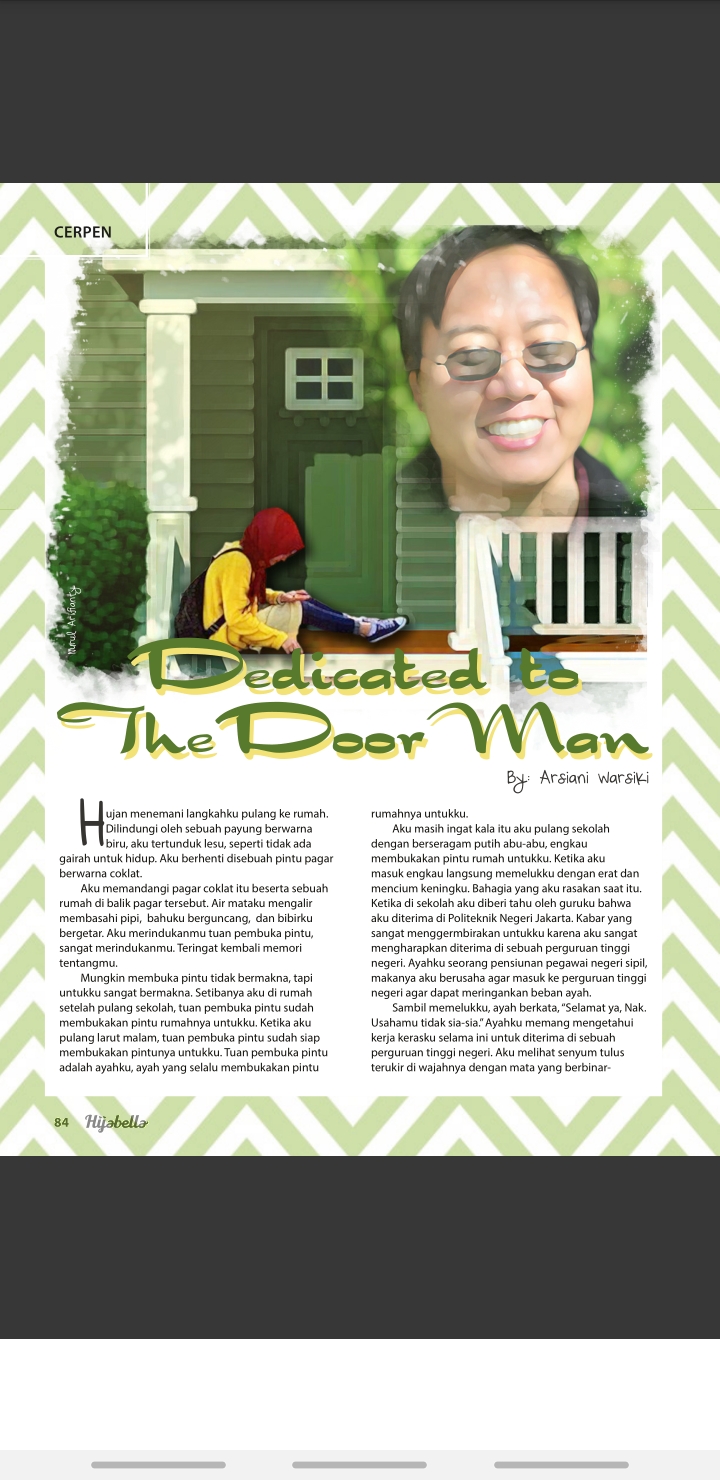 CERPEN
Nurul Arifianty
Dedicated to
The Door Man
By: Arsiani Warsiki
Hujan menemani langkahku pulang ke rumah.
Dilindungi oleh sebuah payung berwarna
biru, aku tertunduk lesu, seperti tidak ada
gairah untuk hidup. Aku berhenti disebuah pintu pagar
berwarna coklat.
Aku memandangi pagar coklat itu beserta sebuah
rumah di balik pagar tersebut. Air mataku mengalir
membasahi pipi, bahuku berguncang, dan bibirku
bergetar. Aku merindukanmu tuan pembuka pintu,
sangat merindukanmu. Teringat kembali memori
tentangmu.
Mungkin membuka pintu tidak bermakna, tapi
untukku sangat bermakna. Setibanya aku di rumah
setelah pulang sekolah, tuan pembuka pintu sudah
membukakan pintu rumahnya untukku. Ketika aku
pulang larut malam, tuan pembuka pintu sudah siap
membukakan pintunya untukku. Tuan pembuka pintu
adalah ayahku, ayah yang selalu membukakan pintu
rumahnya untukku.
Aku masih ingat kala itu aku pulang sekolah
dengan berseragam putih abu-abu, engkau
membukakan pintu rumah untukku. Ketika aku
masuk engkau langsung memelukku dengan erat dan
mencium keningku. Bahagia yang aku rasakan saat itu.
Ketika di sekolah aku diberi tahu oleh guruku bahwa
aku diterima di Politeknik Negeri Jakarta. Kabar yang
sangat menggermbirakan untukku karena aku sangat
mengharapkan diterima di sebuah perguruan tinggi
negeri. Ayahku seorang pensiunan pegawai negeri sipil,
makanya aku berusaha agar masuk ke perguruan tinggi
negeri agar dapat meringankan beban ayah.
Sambil memelukku, ayah berkata, "Selamat ya, Nak.
Usahamu tidak sia-sia." Ayahku memang mengetahui
kerja kerasku selama ini untuk diterima di sebuah
perguruan tinggi negeri. Aku melihat senyum tulus
terukir di wajahnya dengan mata yang berbinar-
84 Hijabella